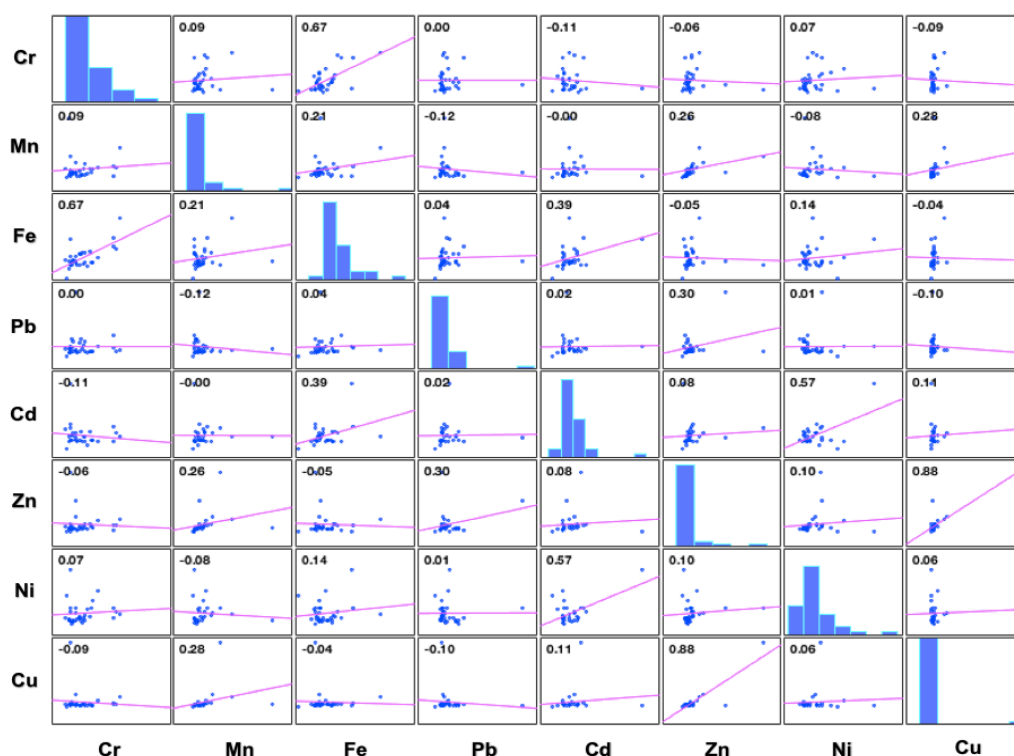 Cr 0.09 0.67 0.00 -0.11 -0.06 0.07 -0.09
Mn 0.09 0.21 -0.12 -0.00 0.26 -0.08 0.28
Fe 0.67 0.21 0.04 0.39 -0.05 0.14 -0.04
Pb 0.00 -0.12 0.04 0.02 0.30 0.01 -0.10
Cd -0.11 -0.00 0.39 0.02 0.08 0.57 0.14
Zn -0.06 0.26 -0.05 0.30 0.08 0.10 0.88
Ni 0.07 -0.08 0.14 0.01 0.57 0.10 0.06
Cu -0.09 0.28 -0.04 -0.10 0.11 0.88 0.06
Cr Mn Fe Pb Cd Zn Ni Cu